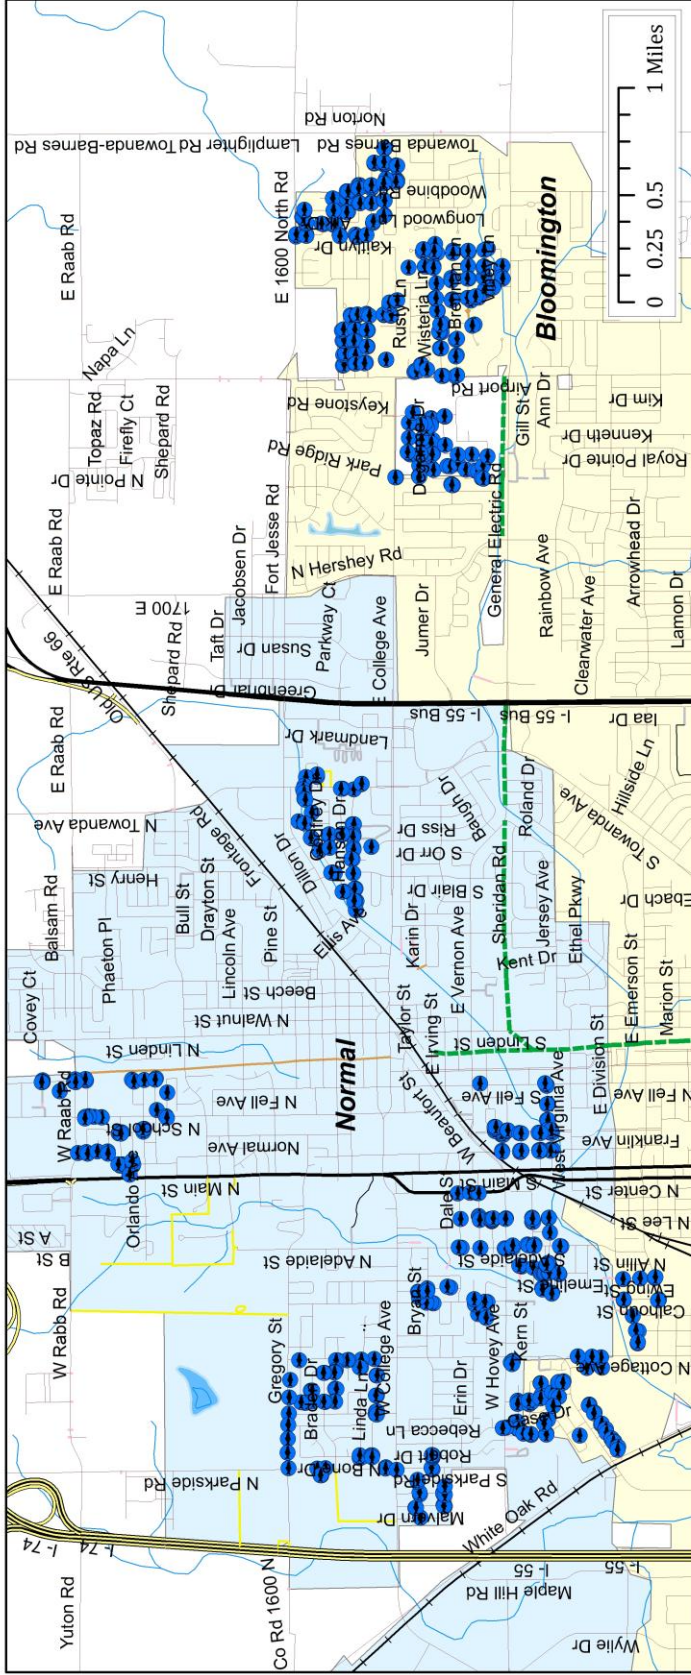 Norton Rd
Towanda-Barnes Rd
Lamplighter Rd
Towanda Barnes Rd
1 Miles
0.5
0.25
0
E Raab Rd
E 1600 North Rd
Woodbine Rd
Longwood Ln
Kaitlyn Dr
Bloomington
Rusty Ln
Wisteria Ln
Brennan Ln
Napa Ln
Airport Rd
Topaz Rd
Firefly Ct
Shepard Rd
N Pointe Dr
Keystone Rd
Park Ridge Rd
Gill St
Ann Dr
Kim Dr
Kenneth Dr
Royal Pointe Dr
E Raab Rd
Fort Jesse Rd
Jacobsen Dr
N Hershey Rd
General Electric Rd
Rainbow Ave
Arrowhead Dr
1700 E
Shepard Rd
Taft Dr
Susan Dr
Parkway Ct
E College Ave
Jumer Dr
Clearwater Ave
Lamon Dr
Old US Rte 66
Greenbriar Dr
I-55 Bus
I-55 Bus
Iaa Dr
E Raab Rd
Landmark Dr
Hillside Ln
S Towanda Ave
N Towanda Ave
Frontage Rd
Dillon Dr
Hanson Dr
Riss Dr
Baugh Dr
S Orr Dr
Roland Dr
Henry St
Balsam Rd
Bull St
Drayton St
Lincoln Ave
Pine St
Ellis Ave
S Blair Dr
Karin Dr
Sheridan Rd
Jersey Ave
Ethel Pkwy
Ebach Dr
Covey Ct
Phaeton Pl
Beech St
N Walnut St
N Linden St
Taylor St
E Irving St
E Vernon Ave
Kent Dr
S Linden St
E Emerson St
Marion St
W Raab Rd
N School St
N Fell Ave
Normal Ave
Normal
W Beaufort St
S Fell Ave
West Virginia Ave
E Division St
N Fell Ave
Franklin Ave
Orlando Ave
N Main St
Dale St
S Main St
N Center St
N Lee St
A St
B St
N Adelaide St
S Adelaide St
Emeline St
N Allin St
Ewing St
Calhoun St
W Rabb Rd
Gregory St
Braden Dr
Linda Ln
W College Ave
Bryan St
Erin Dr
W Hovey Ave
Kern St
N Cottage Ave
N Parkside Rd
N Bone Dr
Rebecca Ln
Robert Dr
S Parkside Rd
Case Dr
Malvern Dr
White Oak Rd
I-74
I-74
Yuton Rd
Co Rd 1600 N
I-55
I-55
Maple Hill Rd
Wylie Dr